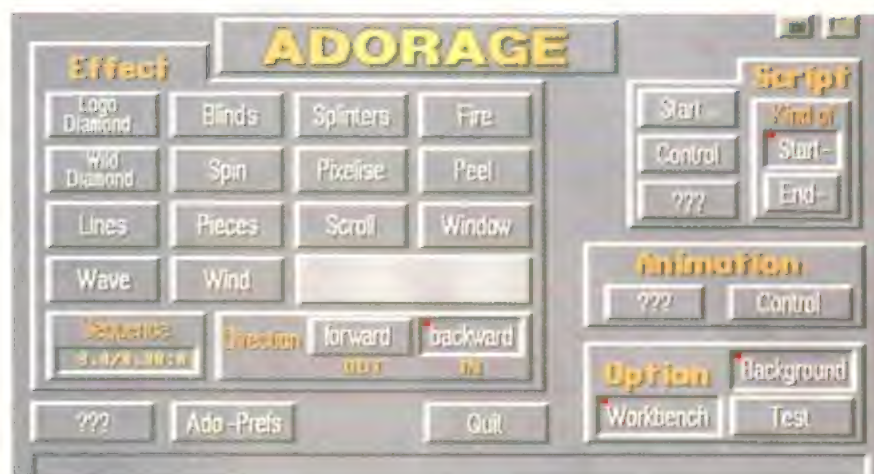 ADORAGE
Effect
Logo Diamond
Blinds
Splinters
Fire
Wild Diamond
Spin
Pixelise
Peel
Lines
Pieces
Scroll
Window
Wave
Wind
Sequence
Direction
forward
backward
OUT
IN
???
Ado-Prefs
Quit
Script
Start
Control
???
Kind of
Start-
End-
Animation
???
Control
Option
Background
Workbench
Test